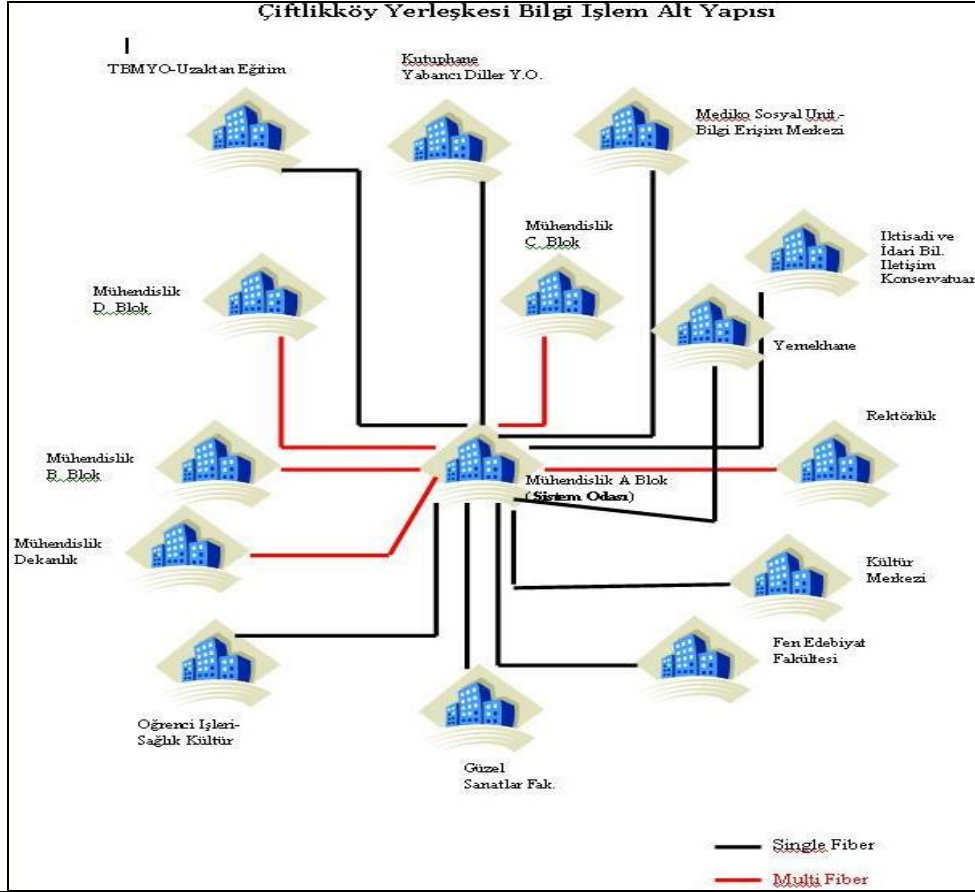 Çiftlikköy Yerleşkesi Bilgi Işlem Alt Yapısı
TBMYO-Uzaktan Eğitim
Kutuphane
Yabancı Diller Y.O.
Mediko Sosyal Unit.-
Bilgi Erişim Merkezi
Mühendislik
C. Blok
Iktisadi ve
İdari Bil.
Iletişim
Konservatuar
Mühendislik
D. Blok
Yemekhane
Rektörlük
Mühendislik
B. Blok
Mühendislik A Blok
(Sistem Odası)
Mühendislik
Dekanlık
Kültür
Merkezi
Fen Edebiyat
Fakültesi
Oğrenci Işleri-
Sağlık Kültür
Güzel
Sanatlar Fak.
Single Fiber
Multi Fiber